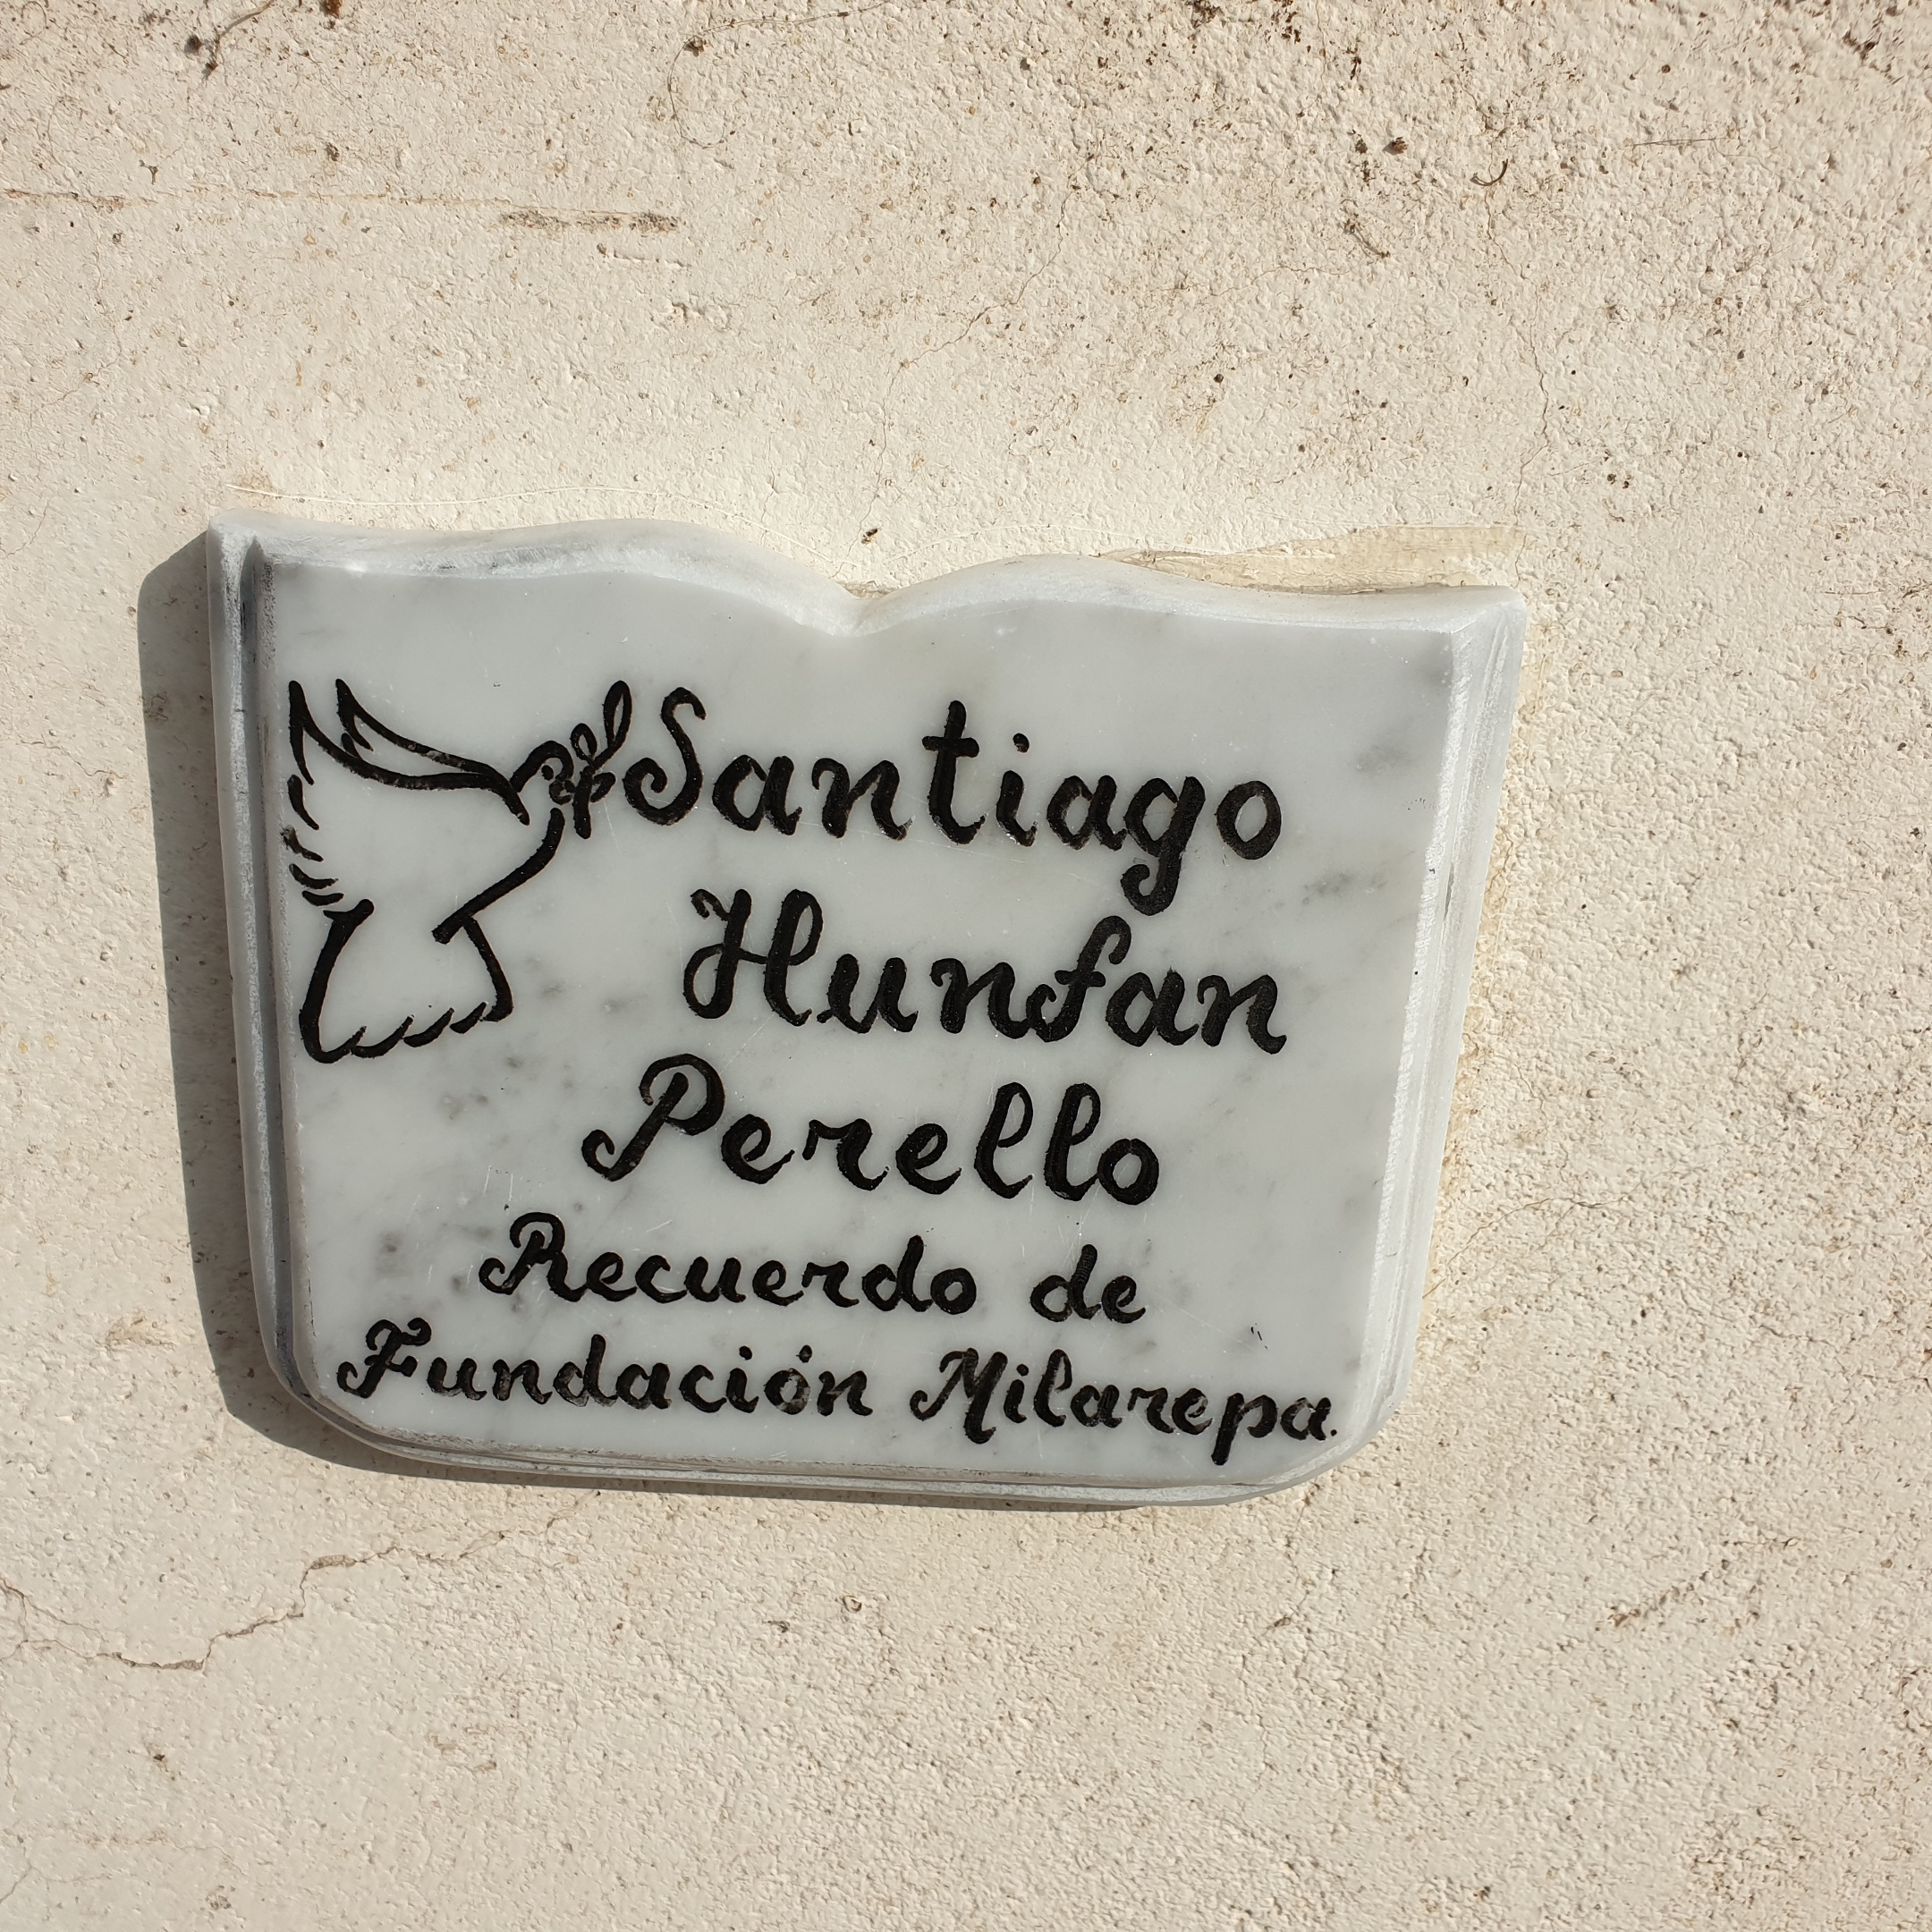 Santiago
Hunfan
Perello
Recuerdo de
Fundación Milarepa.